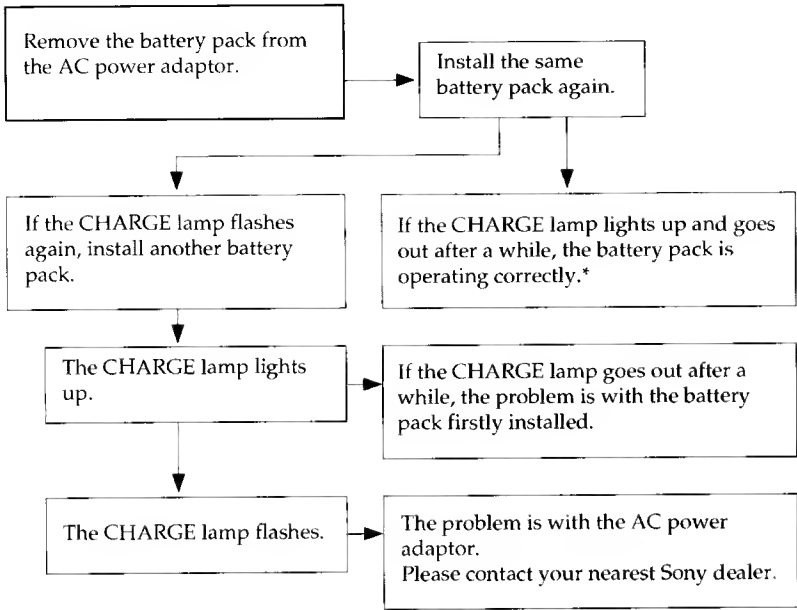 Remove the battery pack from
the AC power adaptor.
Install the same
battery pack again.
If the CHARGE lamp flashes
again, install another battery
pack.
If the CHARGE lamp lights up and goes
out after a while, the battery pack is
operating correctly.*
The CHARGE lamp lights
up.
If the CHARGE lamp goes out after a
while, the problem is with the battery
pack firstly installed.
The CHARGE lamp flashes.
The problem is with the AC power
adaptor.
Please contact your nearest Sony dealer.